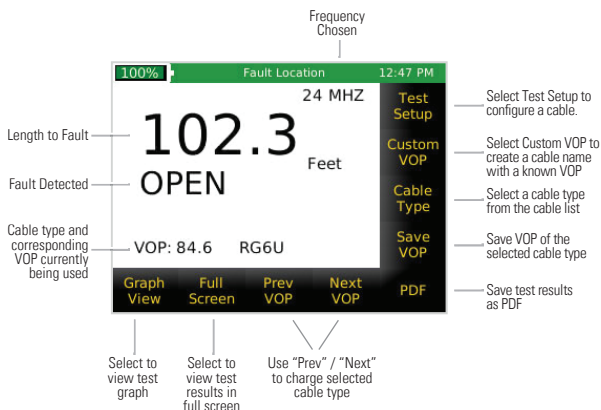 Frequency
Chosen
100%
Fault Location
12:47 PM
24 MHZ
102.3
Feet
OPEN
VOP: 84.6 RG6U
Test
Setup
Custom
VOP
Cable
Type
Save
VOP
PDF
Graph
View
Full
Screen
Prev
VOP
Next
VOP
Length to Fault
Fault Detected
Cable type and
corresponding
VOP currently
being used
Select Test Setup to
configure a cable.
Select Custom VOP to
create a cable name
with a known VOP
Select a cable type
from the cable list
Save VOP of the
selected cable type
Save test results
as PDF
Select to
view test
graph
Select to
view test
results in
full screen
Use “Prev” / “Next”
to charge selected
cable type